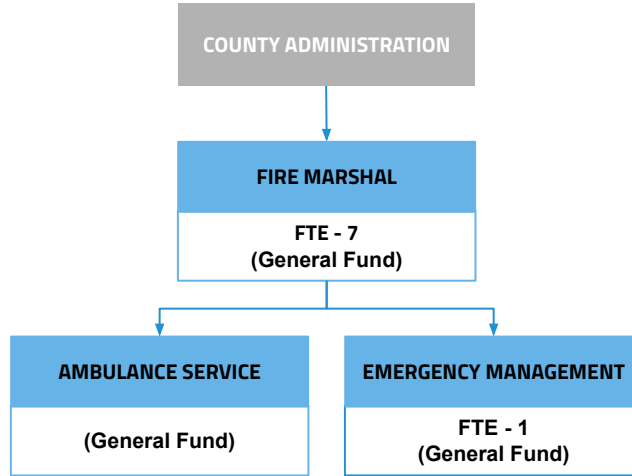 COUNTY ADMINISTRATION
FIRE MARSHAL
FTE - 7
(General Fund)
AMBULANCE SERVICE
(General Fund)
EMERGENCY MANAGEMENT
FTE - 1
(General Fund)